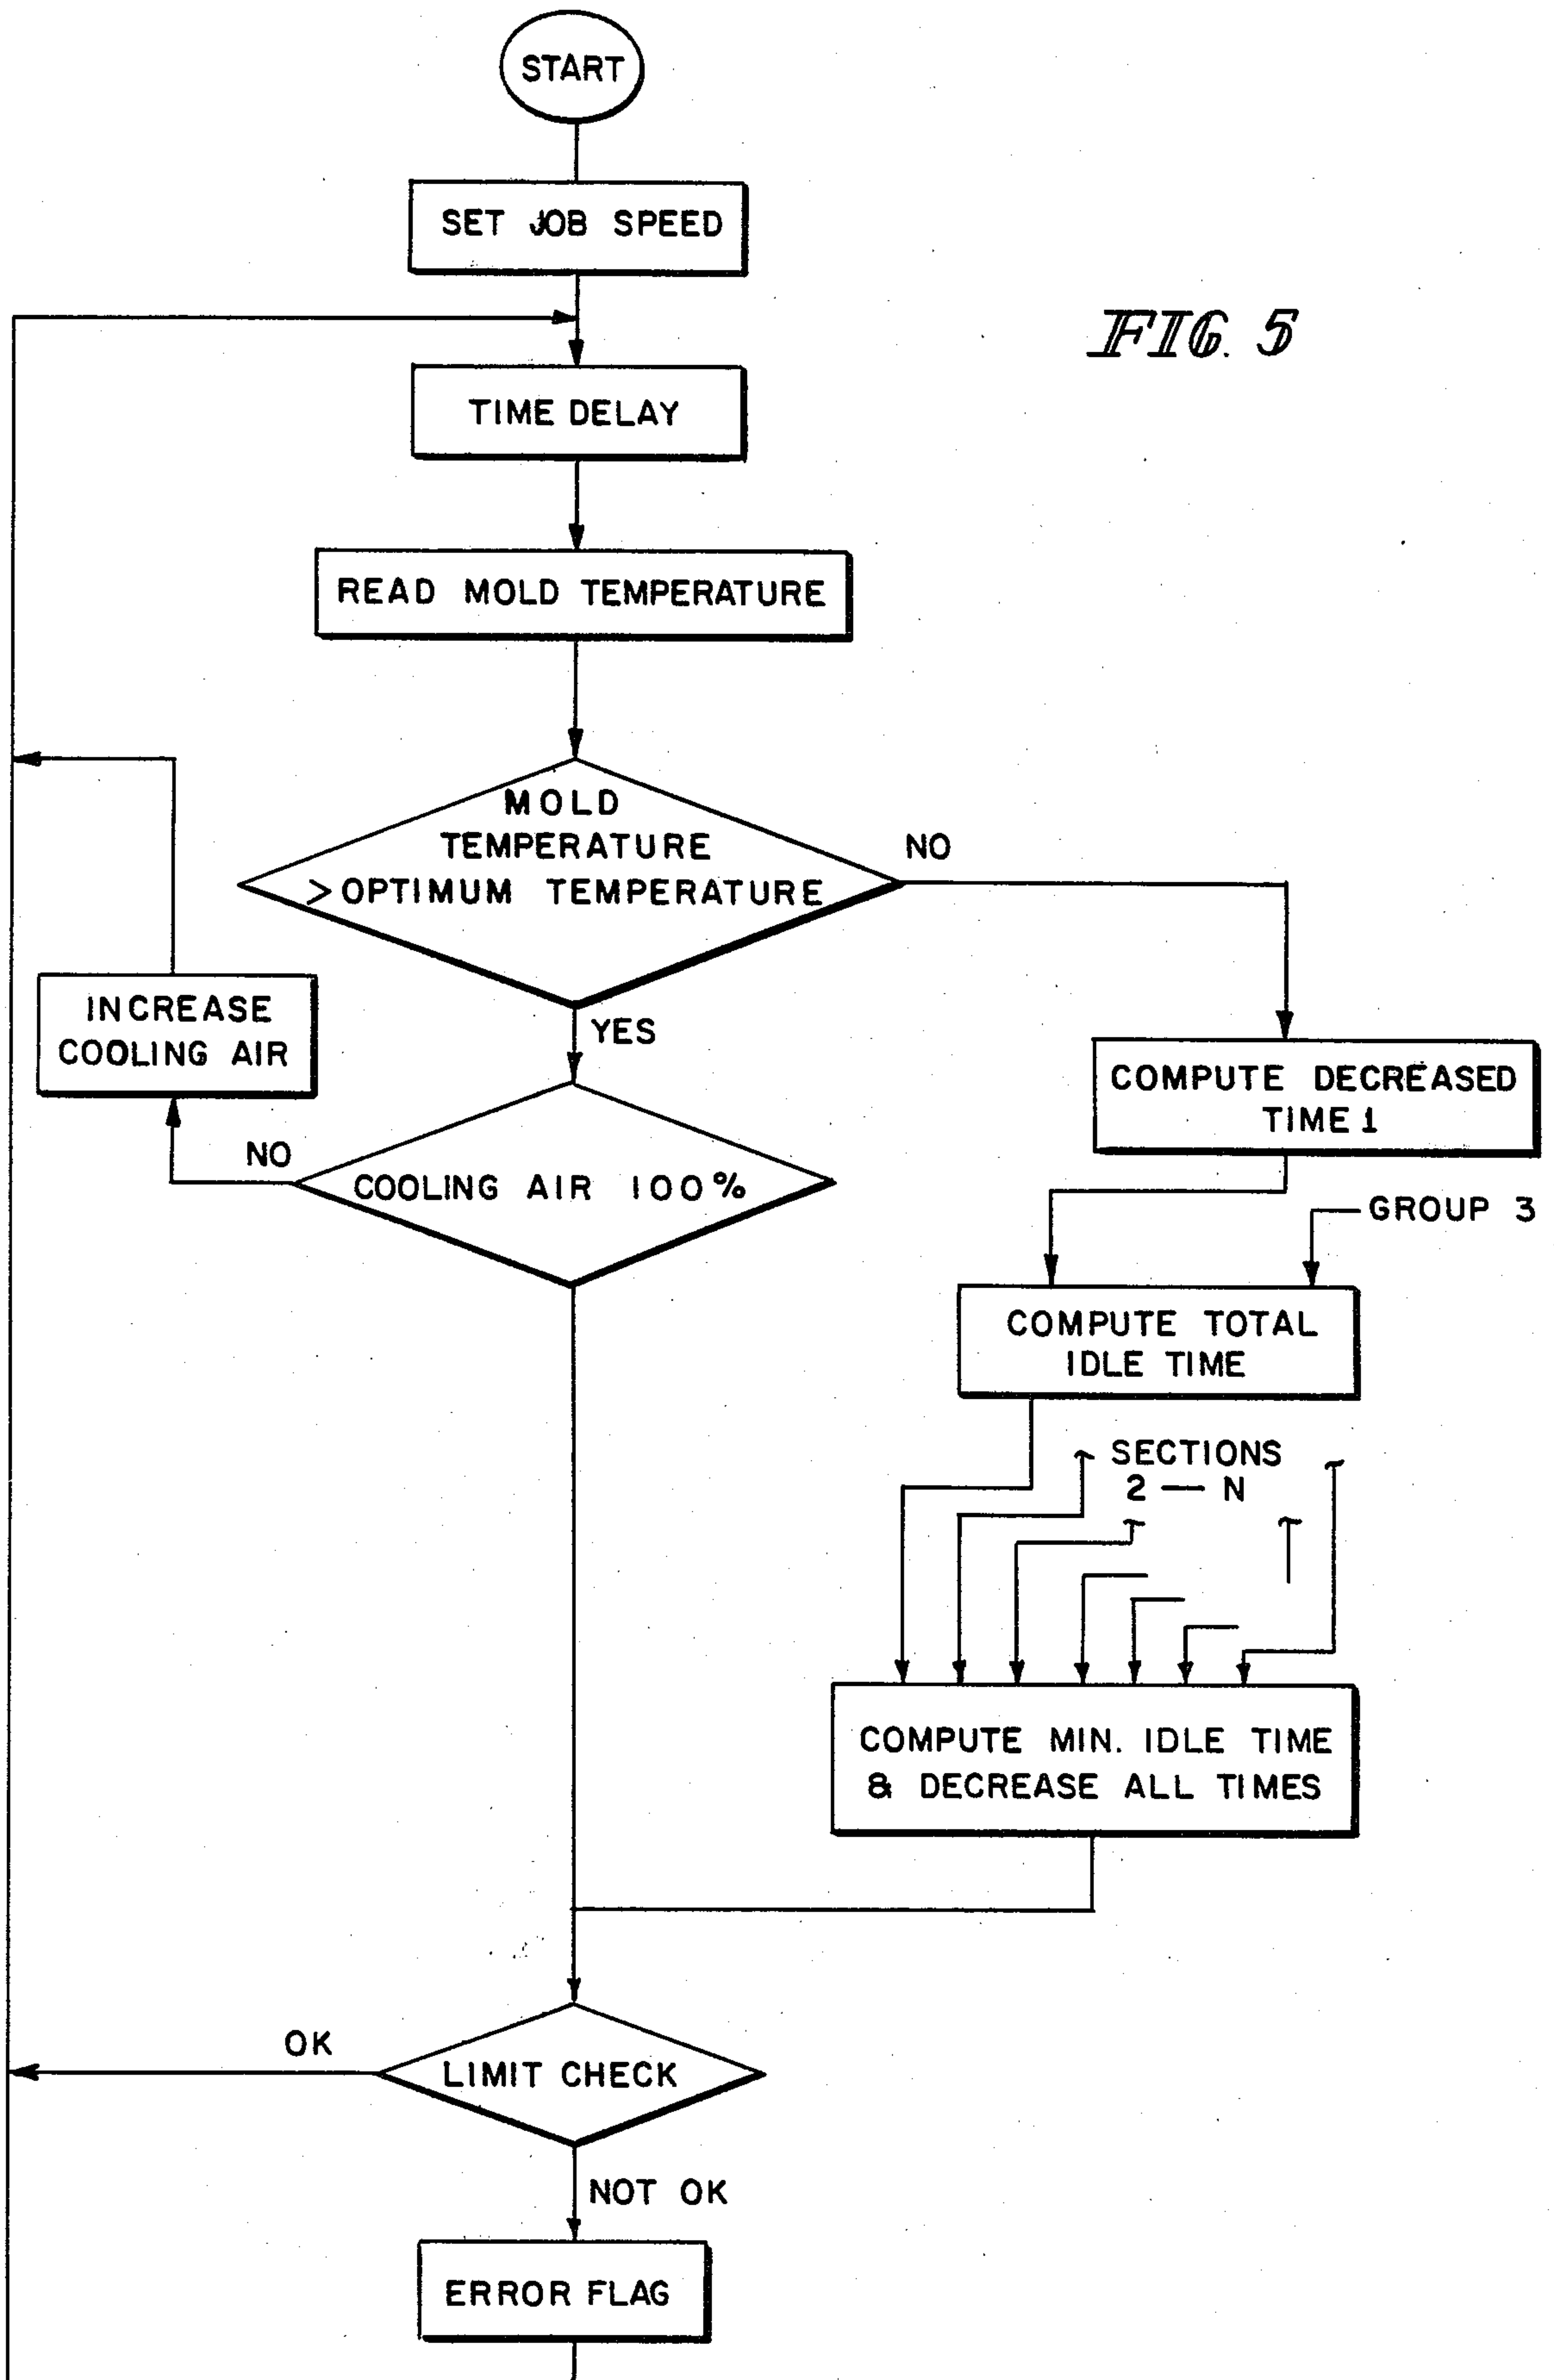 START
SET JOB SPEED
FIG. 5
TIME DELAY
READ MOLD TEMPERATURE
MOLD
TEMPERATURE
> OPTIMUM TEMPERATURE
NO
YES
INCREASE
COOLING AIR
NO
COOLING AIR 100%
COMPUTE DECREASED
TIME 1
GROUP 3
COMPUTE TOTAL
IDLE TIME
SECTIONS
2 — N
COMPUTE MIN. IDLE TIME
& DECREASE ALL TIMES
OK
LIMIT CHECK
NOT OK
ERROR FLAG